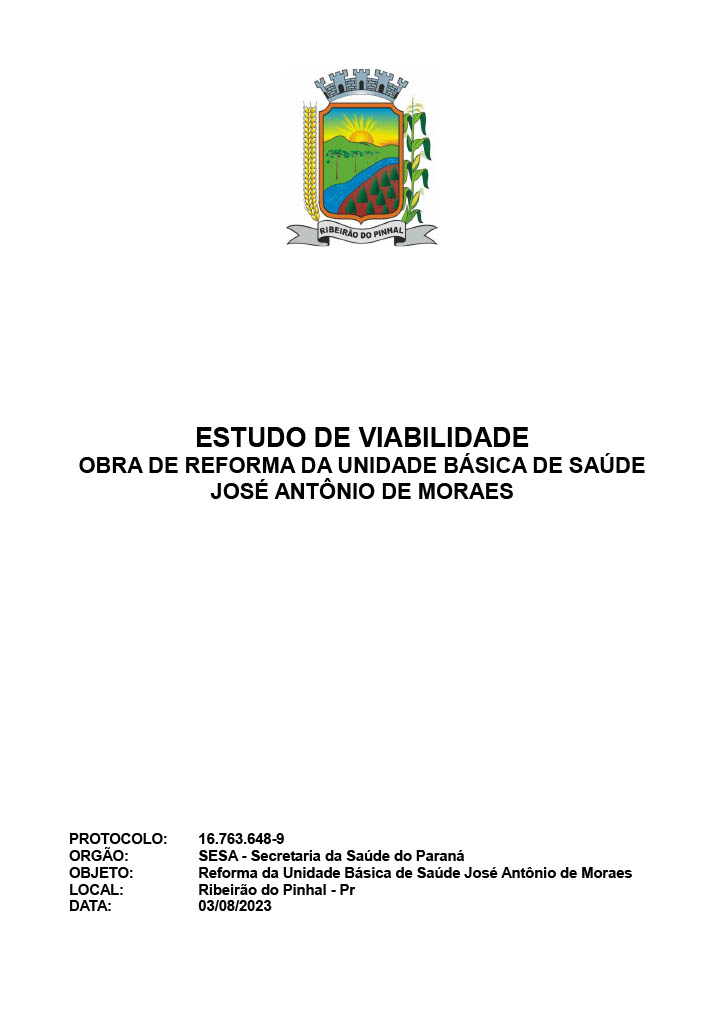 RIBEIRÃO DO PINHAL
ESTUDO DE VIABILIDADE
OBRA DE REFORMA DA UNIDADE BÁSICA DE SAÚDE
JOSÉ ANTÔNIO DE MORAES
PROTOCOLO: 16.763.648-9
ORGÃO: SESA - Secretaria da Saúde do Paraná
OBJETO: Reforma da Unidade Básica de Saúde José Antônio de Moraes
LOCAL: Ribeirão do Pinhal - Pr
DATA: 03/08/2023